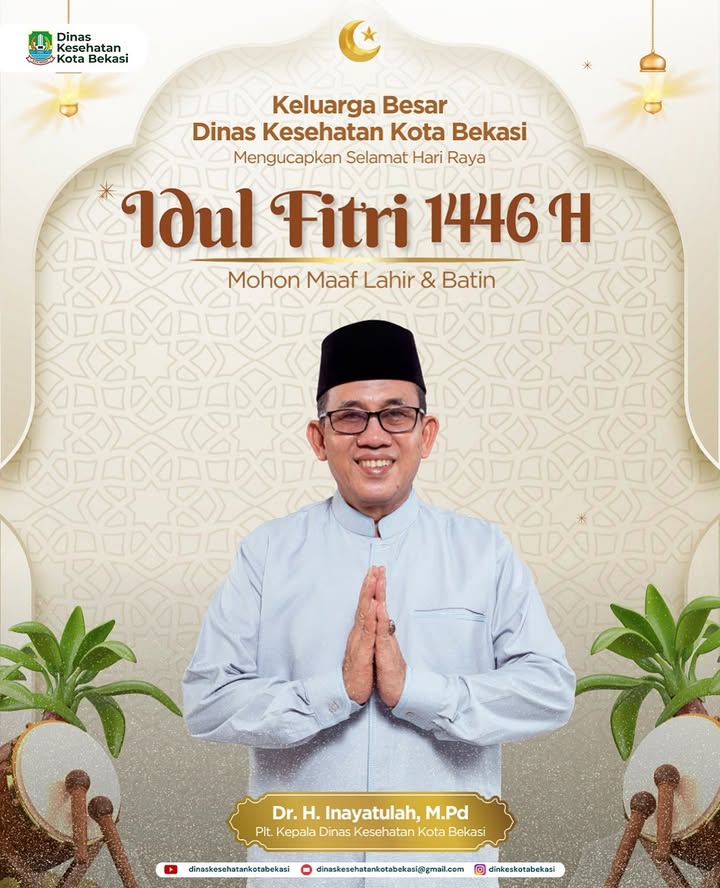 Dinas
Kesehatan
Kota Bekasi
Keluarga Besar
Dinas Kesehatan Kota Bekasi
Mengucapkan Selamat Hari Raya
Idul Fitri 1446 H
Mohon Maaf Lahir & Batin
Dr. H. Inayatulah, M.Pd
Plt. Kepala Dinas Kesehatan Kota Bekasi
dinaskesehatankotabekasi dinaskesehatankotabekasi@gmail.com dinkeskotabekasi